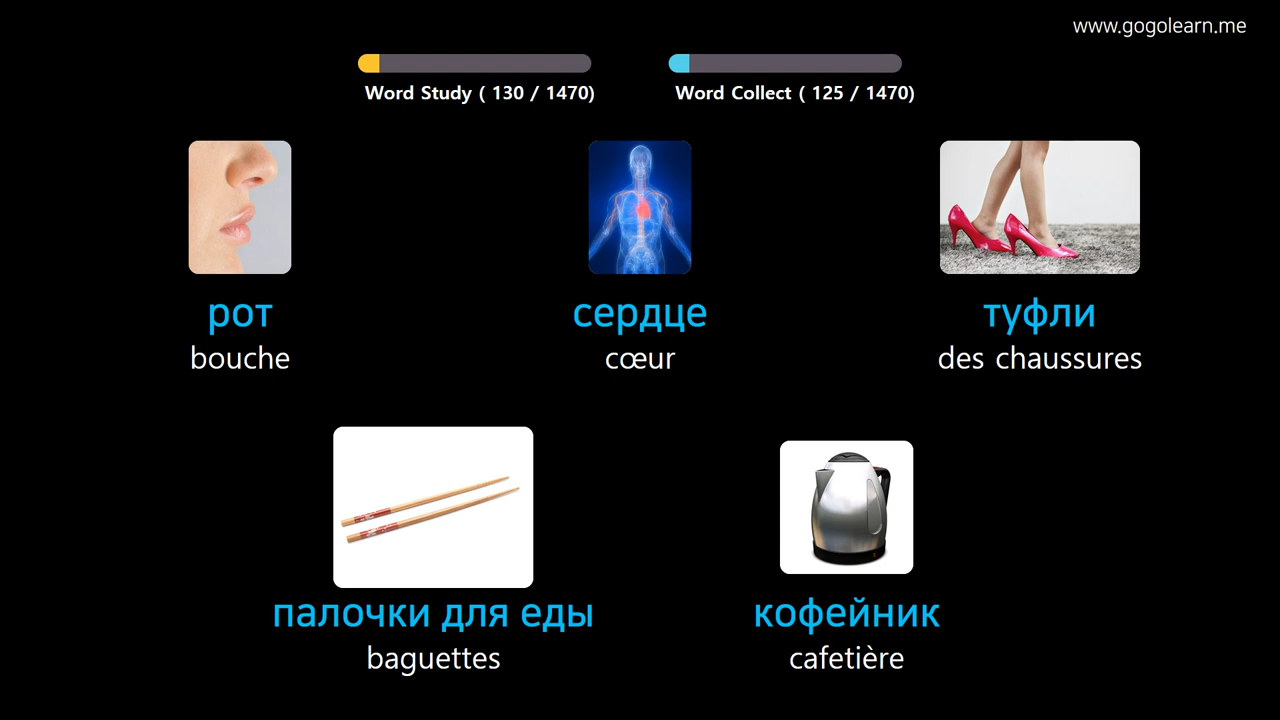 www.gogolearn.me
Word Study ( 130 / 1470)
Word Collect ( 125 / 1470)
рот
bouche
сердце
cœur
туфли
des chaussures
палочки для еды
baguettes
кофейник
cafetière